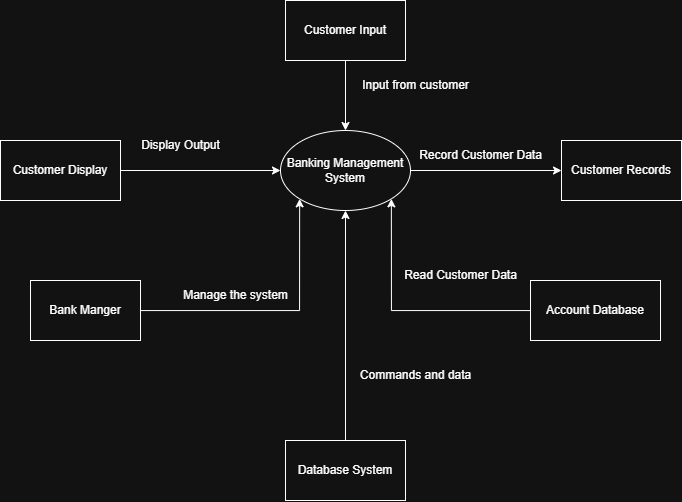 Customer Input
Input from customer
Display Output
Customer Display
Banking Management
System
Record Customer Data
Customer Records
Bank Manger
Manage the system
Read Customer Data
Account Database
Commands and data
Database System